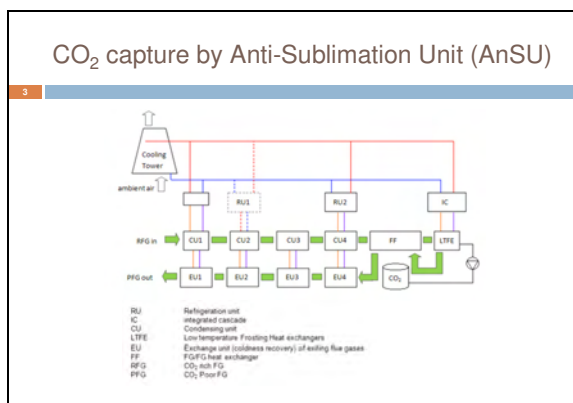 CO₂ capture by Anti-Sublimation Unit (AnSU)
3
Cooling
Tower
ambient air
RU1
RU2
IC
RFG in
CU1
CU2
CU3
CU4
FF
LTFE
PFG out
EU1
EU2
EU3
EU4
CO₂
RU Refrigeration unit
IC integrated cascade
CU Condensing unit
LTFE Low temperature Frosting Heat exchangers
EU Exchange unit (coldness recovery) of exiting flue gases
FF FG/FG heat exchanger
RFG CO₂ rich FG
PFG CO₂ Poor FG